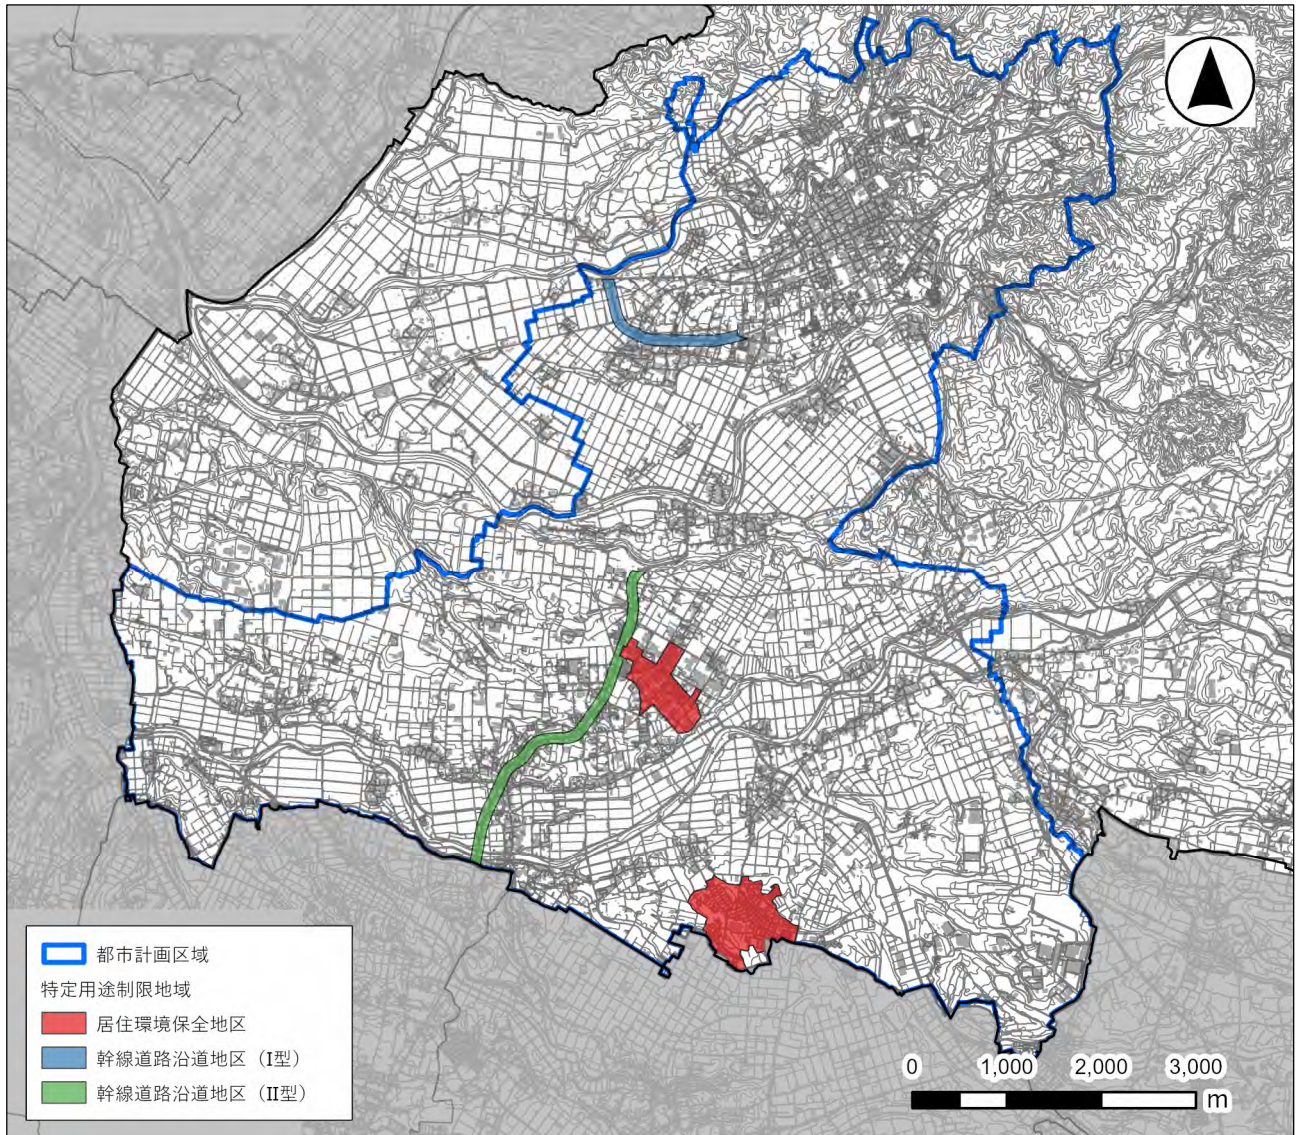 都市計画区域
特定用途制限地域
居住環境保全地区
幹線道路沿道地区（I型）
幹線道路沿道地区（II型）
0 1,000 2,000 3,000
m